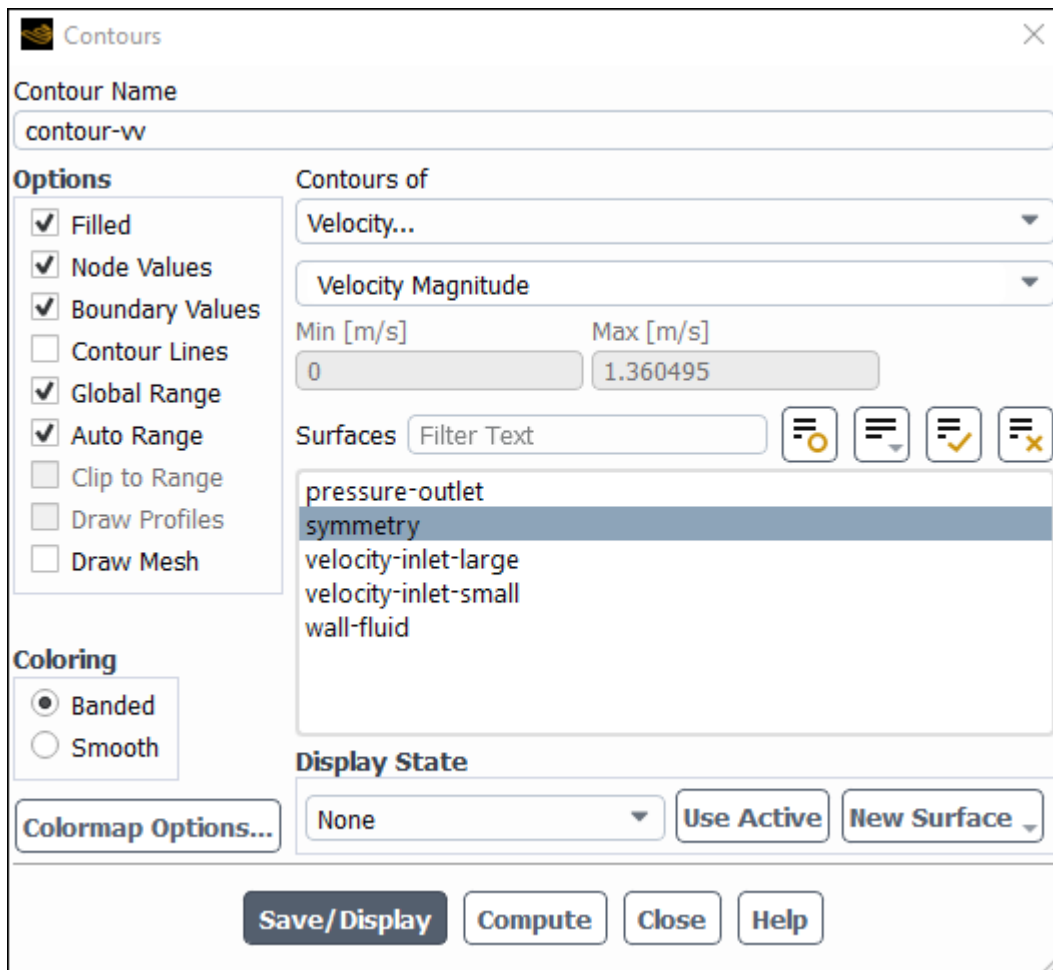 Contours
Contour Name
contour-vv
Options
Filled
Node Values
Boundary Values
Contour Lines
Global Range
Auto Range
Clip to Range
Draw Profiles
Draw Mesh
Coloring
Banded
Smooth
Colormap Options...
Contours of
Velocity...
Velocity Magnitude
Min [m/s] Max [m/s]
0 1.360495
Surfaces Filter Text
pressure-outlet
symmetry
velocity-inlet-large
velocity-inlet-small
wall-fluid
Display State
None Use Active New Surface
Save/Display Compute Close Help